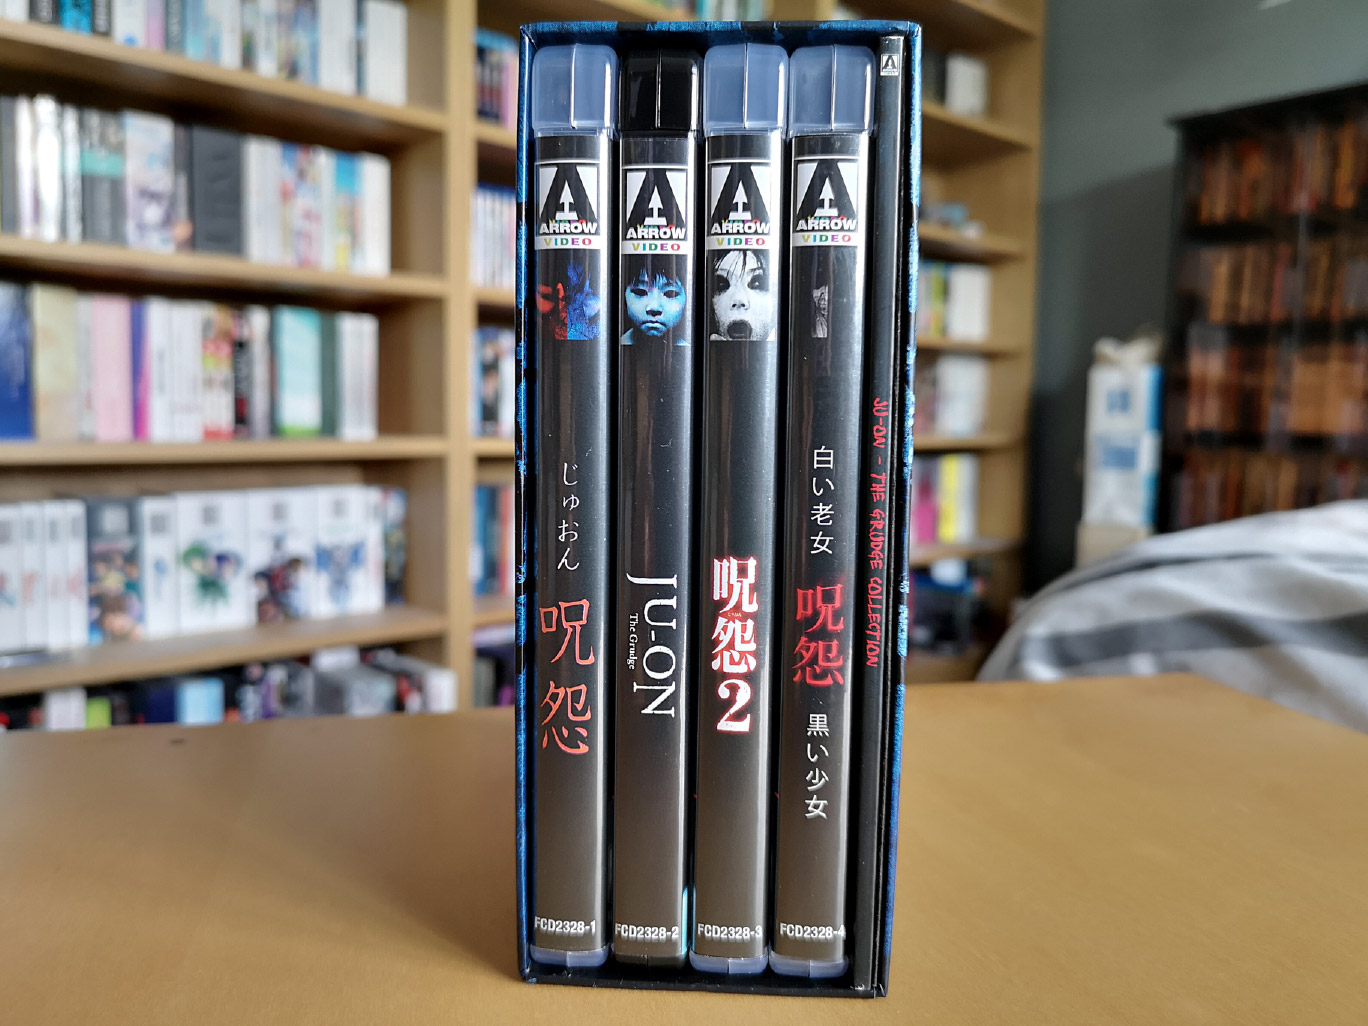 ARROW
VIDEO
じゅおん
呪怨
FCD2328-1
ARROW
VIDEO
JU-ON
The Grudge
FCD2328-2
ARROW
VIDEO
呪怨2
FCD2328-3
ARROW
VIDEO
白い老女
呪怨
黒い少女
FCD2328-4
JU-ON - THE GRUDGE COLLECTION